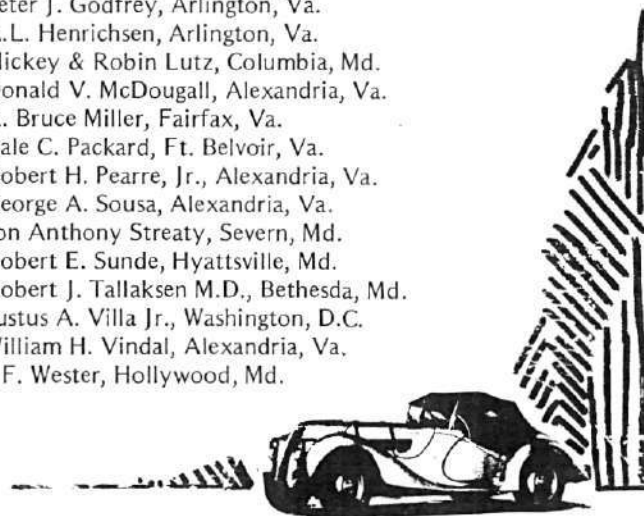 eter J. Godfrey, Arlington, Va.
.L. Henrichsen, Arlington, Va.
ickey & Robin Lutz, Columbia, Md.
onald V. McDougall, Alexandria, Va.
. Bruce Miller, Fairfax, Va.
ale C. Packard, Ft. Belvoir, Va.
obert H. Pearre, Jr., Alexandria, Va.
eorge A. Sousa, Alexandria, Va.
on Anthony Streaty, Severn, Md.
obert E. Sunde, Hyattsville, Md.
obert J. Tallaksen M.D., Bethesda, Md.
ustus A. Villa Jr., Washington, D.C.
illiam H. Vindal, Alexandria, Va.
F. Wester, Hollywood, Md.